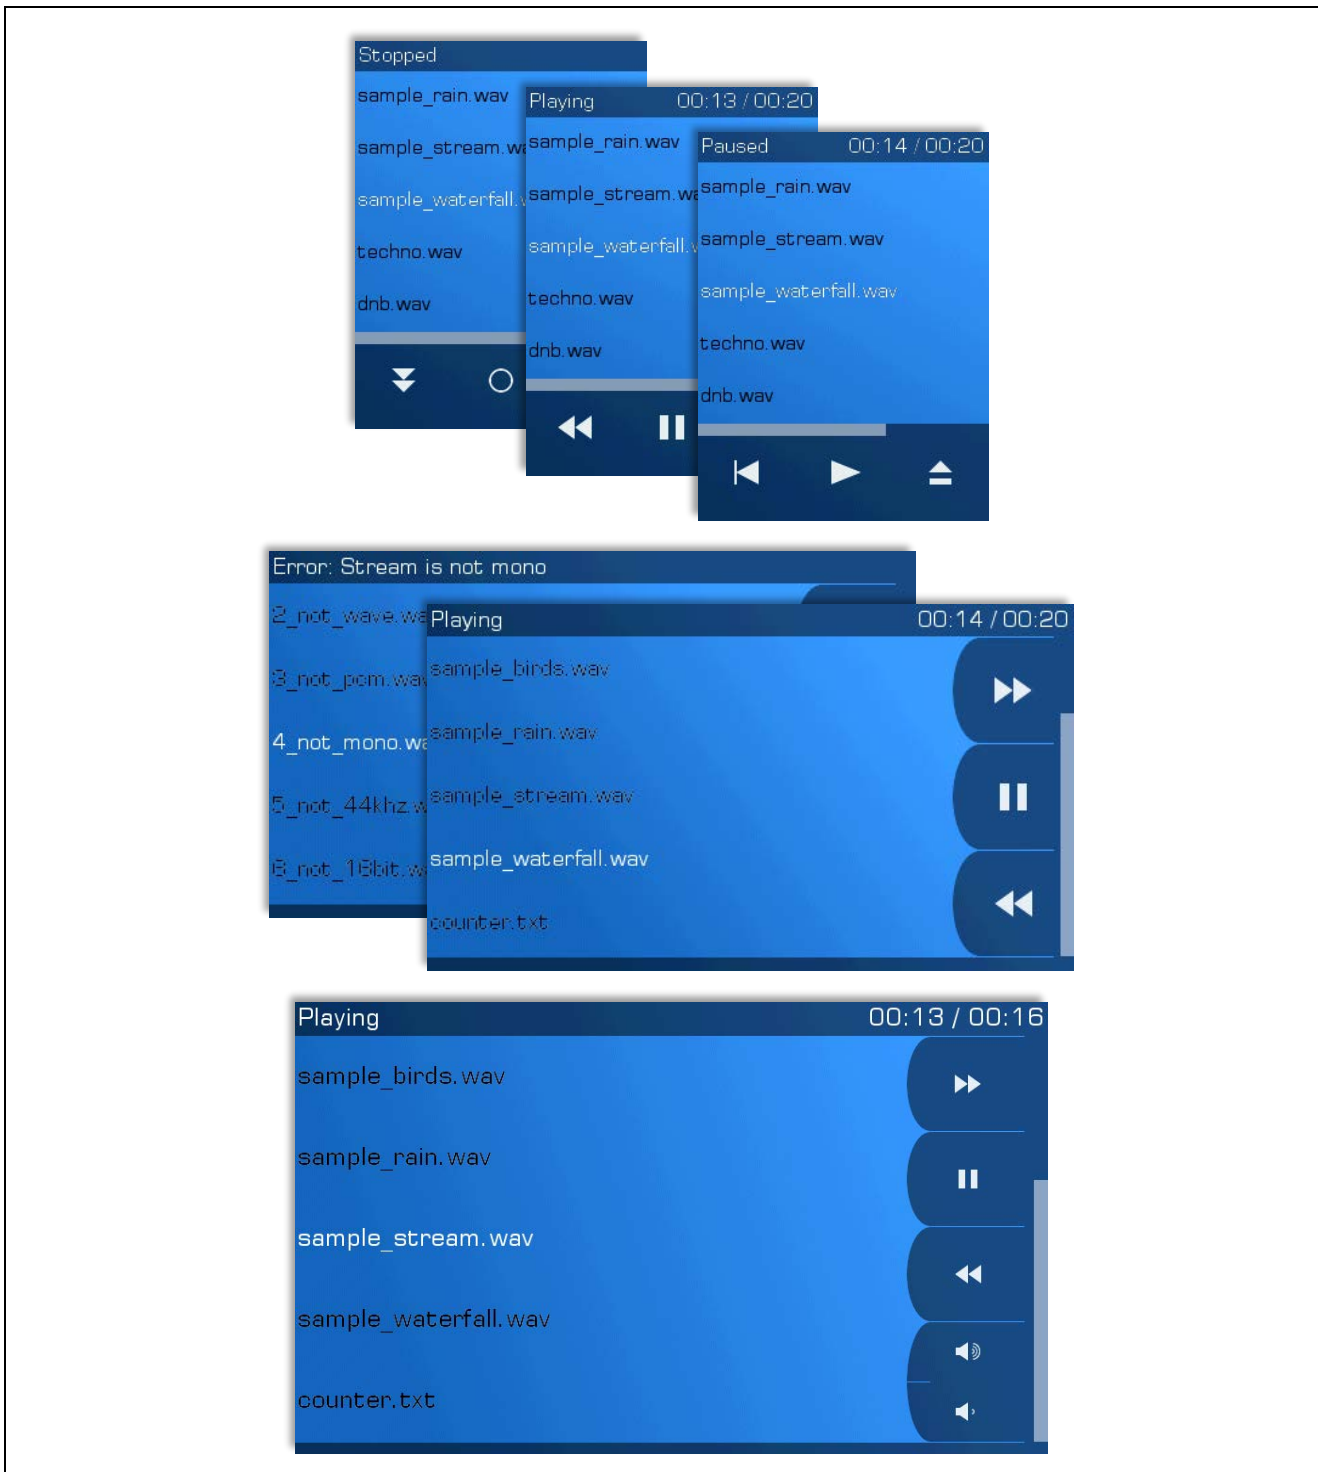 Stopped
sample_rain.wav
sample_stream.wa
sample_waterfall.
techno.wav
dnb.wav
Playing 00:13 / 00:20
sample_rain.wav
sample_stream.wa
sample_waterfall.
techno.wav
dnb.wav
Paused 00:14 / 00:20
sample_rain.wav
sample_stream.wav
sample_waterfall.wav
techno.wav
dnb.wav
Error: Stream is not mono
2_not_wave.wa
3_not_pcm.wav
4_not_mono.wa
5_not_44khz.w
6_not_16bit.w
Playing 00:14 / 00:20
sample_birds.wav
sample_rain.wav
sample_stream.wav
sample_waterfall.wav
counter.txt
Playing 00:13 / 00:16
sample_birds.wav
sample_rain.wav
sample_stream.wav
sample_waterfall.wav
counter.txt